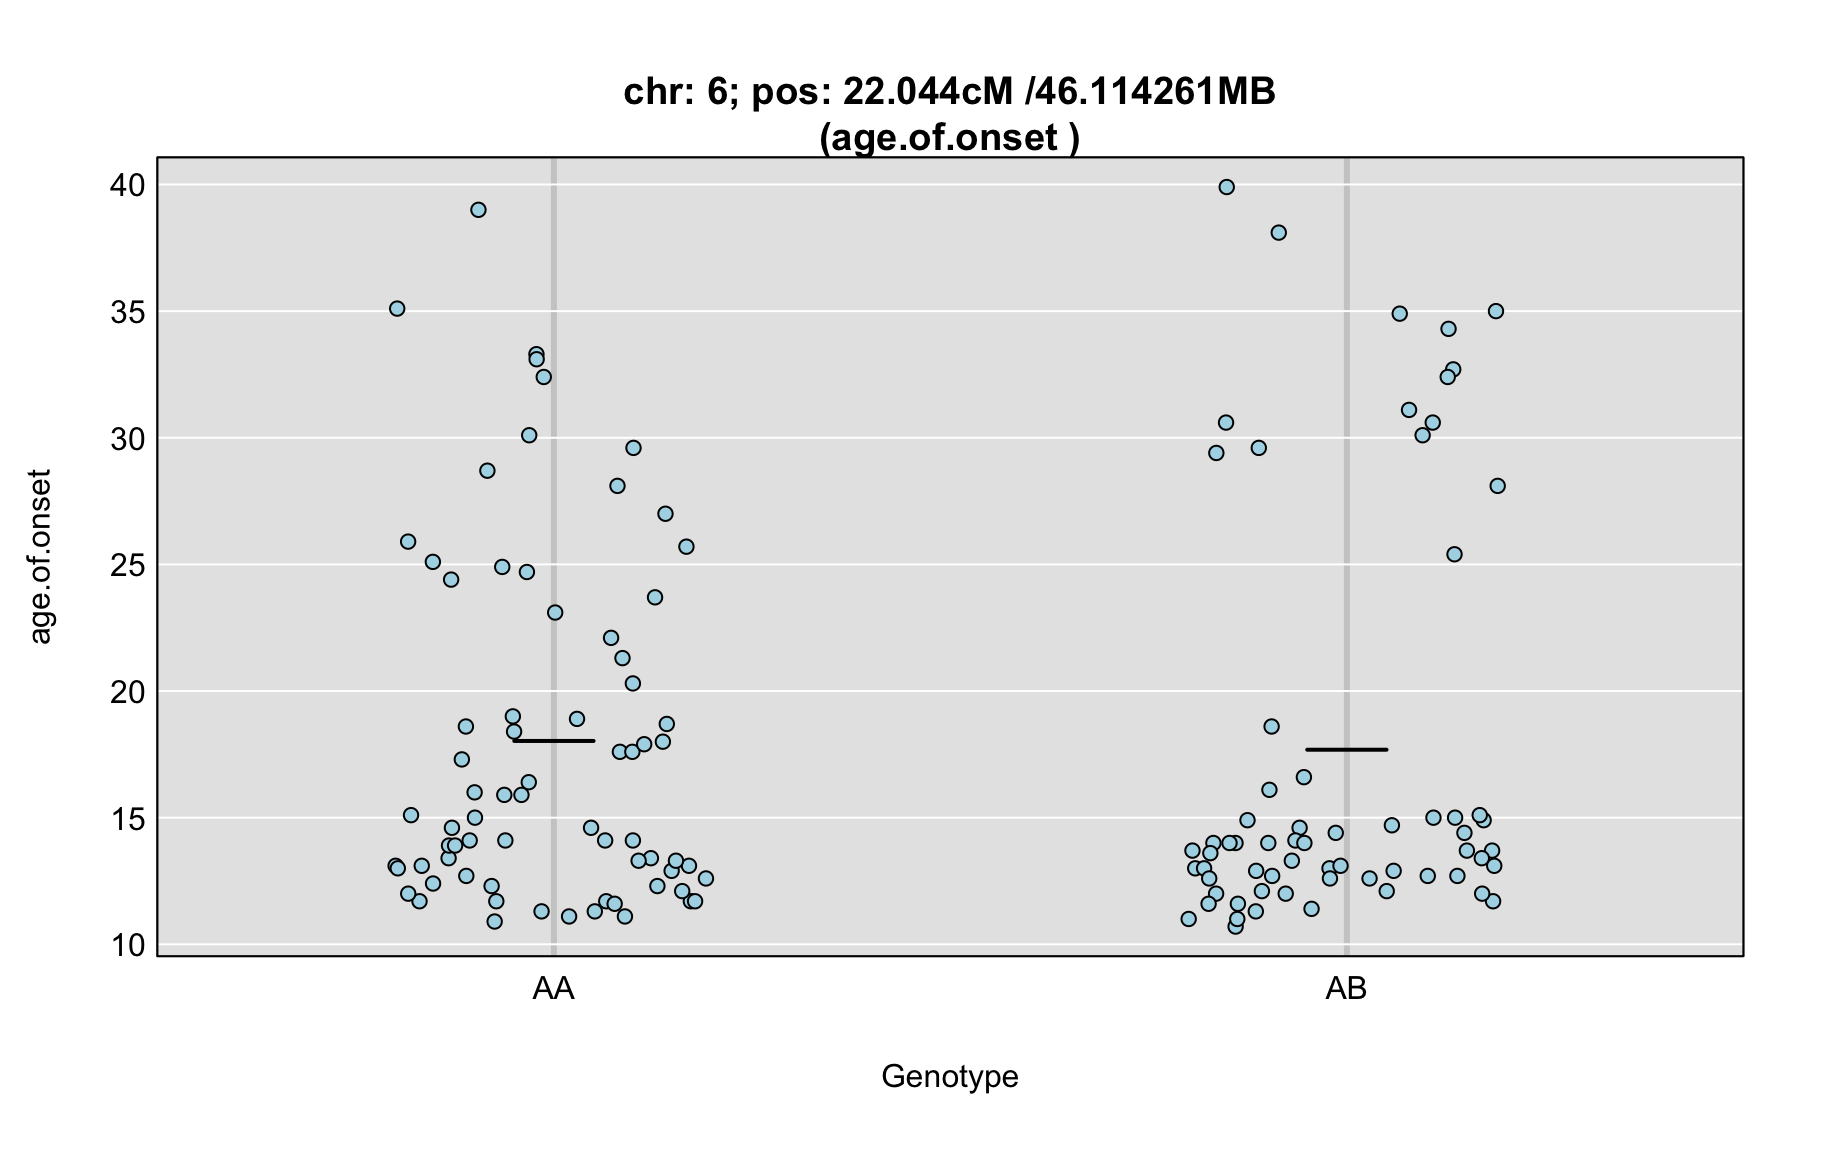 chr: 6; pos: 22.044cM /46.114261MB
(age.of.onset )
age.of.onset
40
35
30
25
20
15
10
AA AB
Genotype